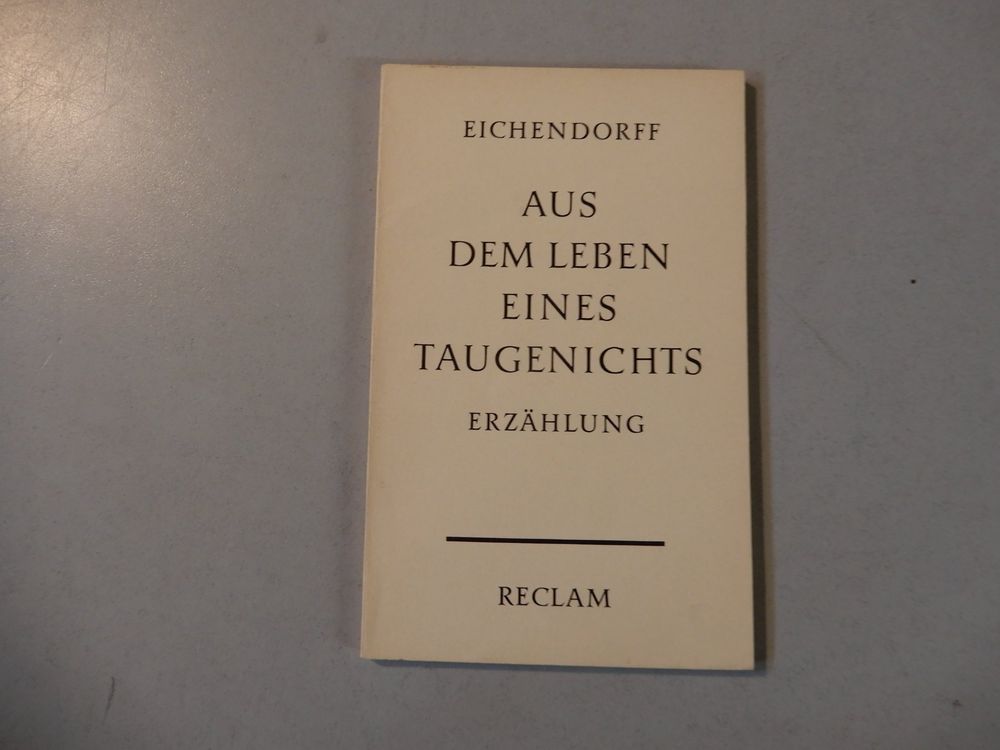 EICHENDORFF
AUS
DEM LEBEN
EINES
TAUGENICHTS
ERZÄHLUNG
RECLAM